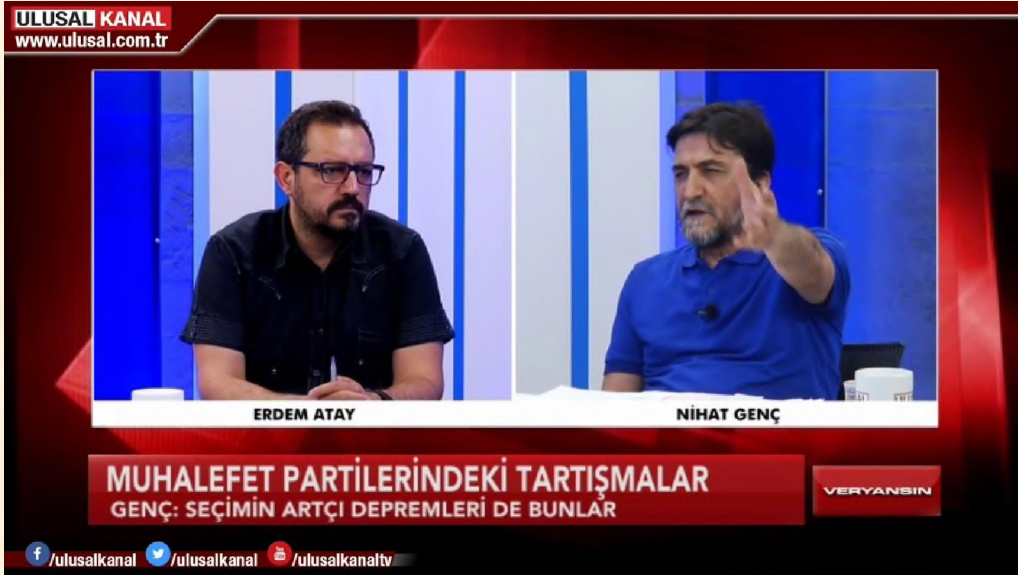 ULUSAL KANAL
www.ulusal.com.tr
ERDEM ATAY
NİHAT GENÇ
MUHALEFET PARTİLERİNDEKİ TARTIŞMALAR
GENÇ: SEÇİMİN ARTÇI DEPREMLERİ DE BUNLAR
VERYANSIN
/ulusalkanal
/ulusalkanal
/ulusalkanaltv